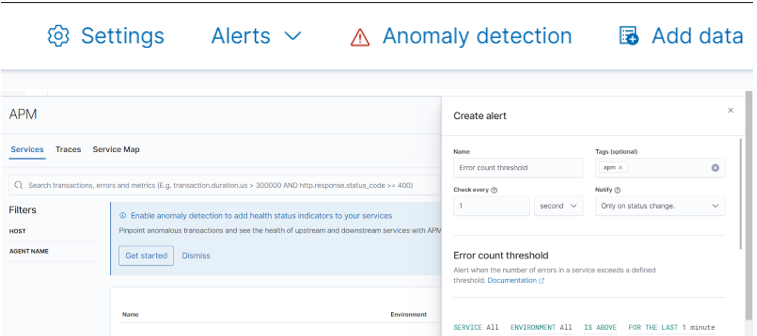 Settings Alerts Anomaly detection Add data
APM
Services Traces Service Map
Search transactions, errors and metrics (E.g. transaction.duration.us > 300000 AND http.response.status_code >= 400)
Filters
HOST
AGENT NAME
Enable anomaly detection to add health status indicators to your services
Pinpoint anomalous transactions and see the health of upstream and downstream services with APM
Get started Dismiss
Name Environment
Create alert
Name Tags (optional)
Error count threshold apm
Check every Notify
1 second Only on status change.
Error count threshold
Alert when the number of errors in a service exceeds a defined
threshold. Documentation
SERVICE All ENVIRONMENT All IS ABOVE FOR THE LAST 1 minute